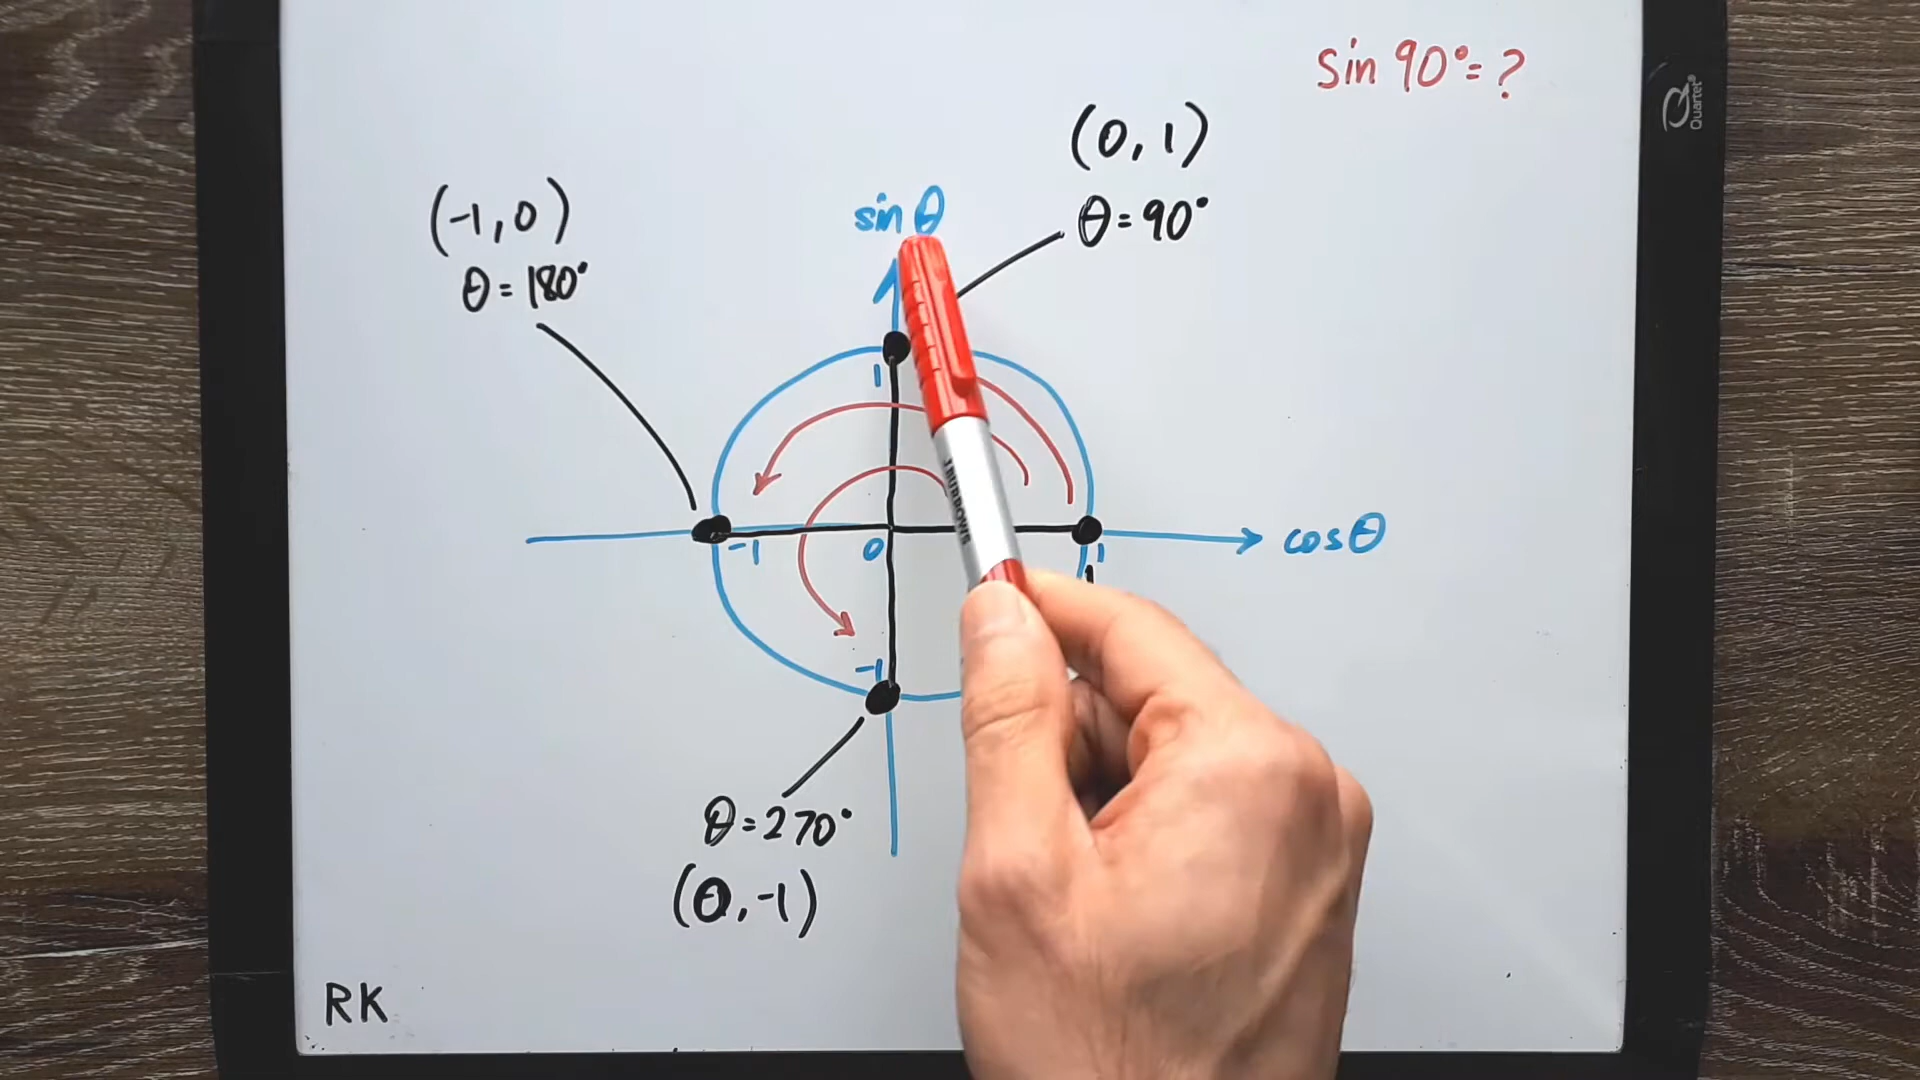 sin 90°= ?
Quartet
(0, 1)
θ = 90°
(-1, 0)
θ = 180°
sin θ
1
-1
0
1
cos θ
-1
θ = 270°
(0, -1)
RK